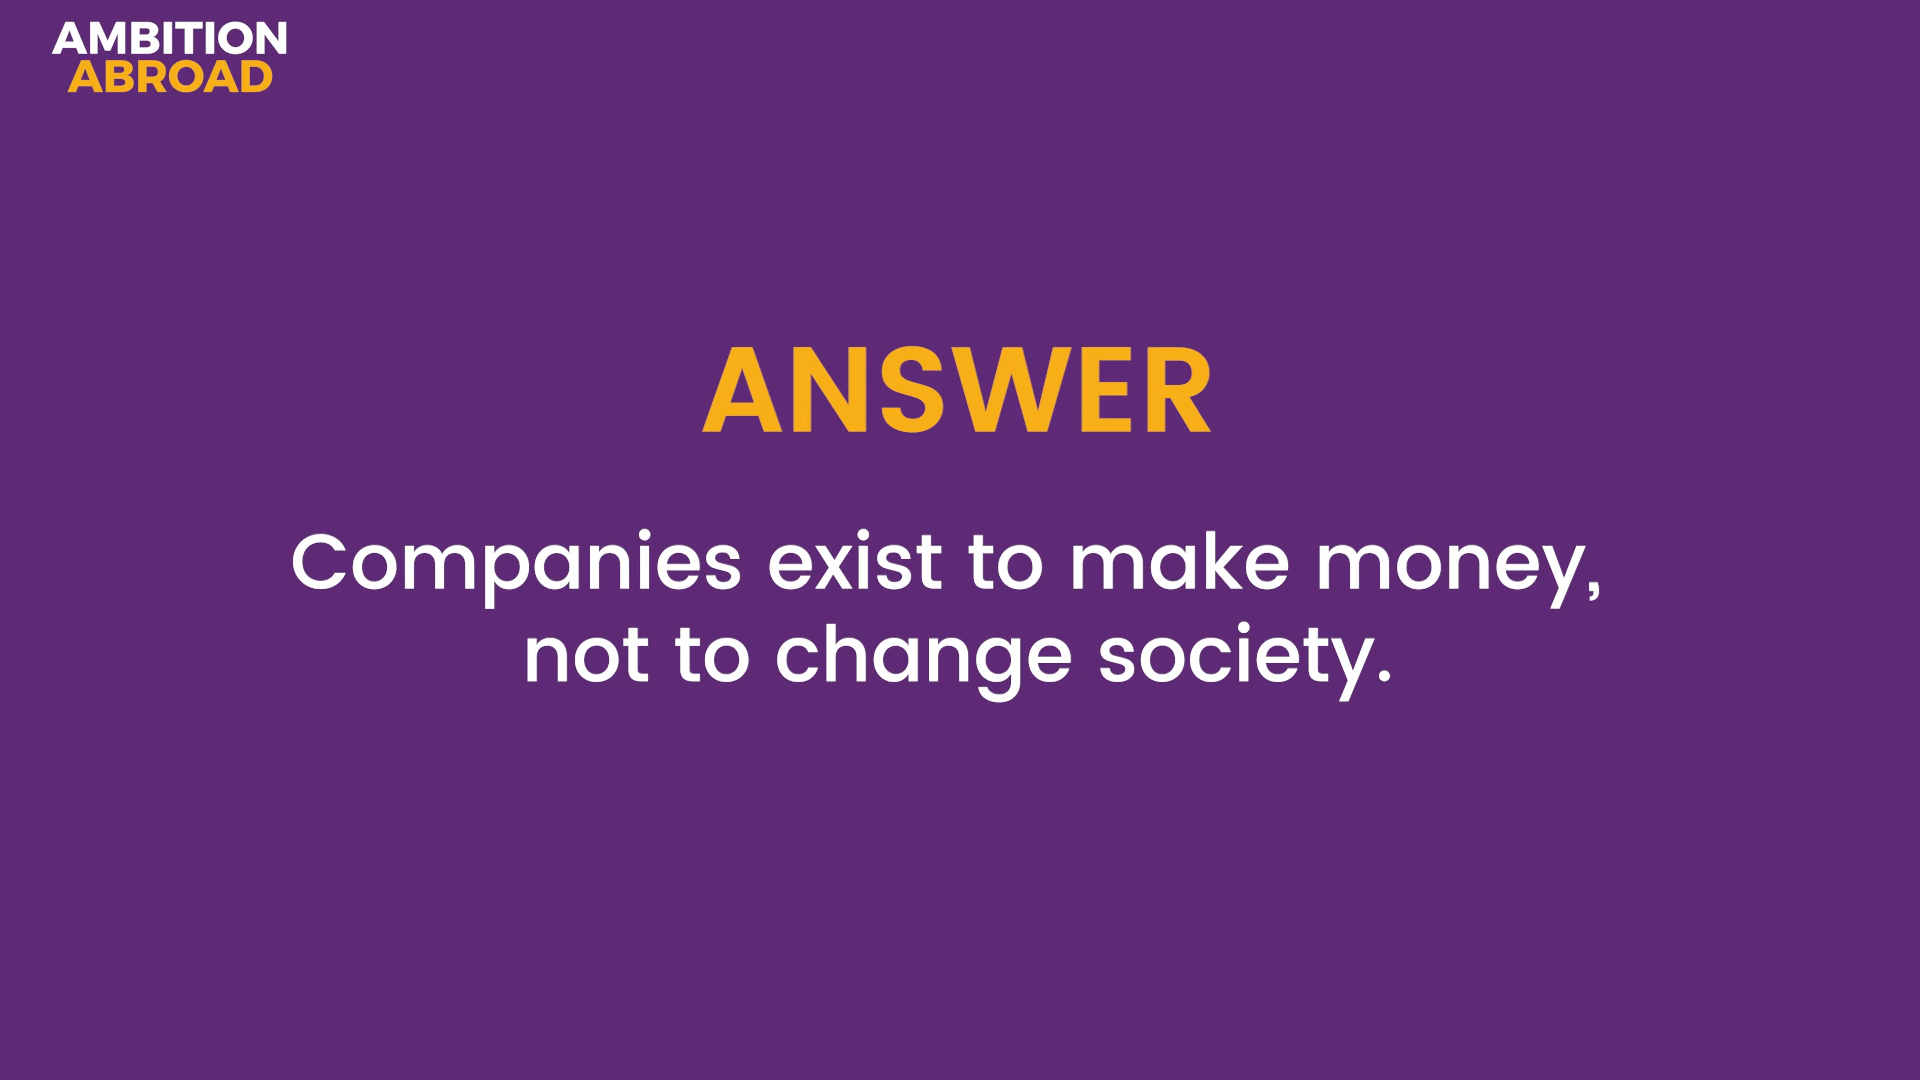 AMBITION
ABROAD
ANSWER
Companies exist to make money,
not to change society.